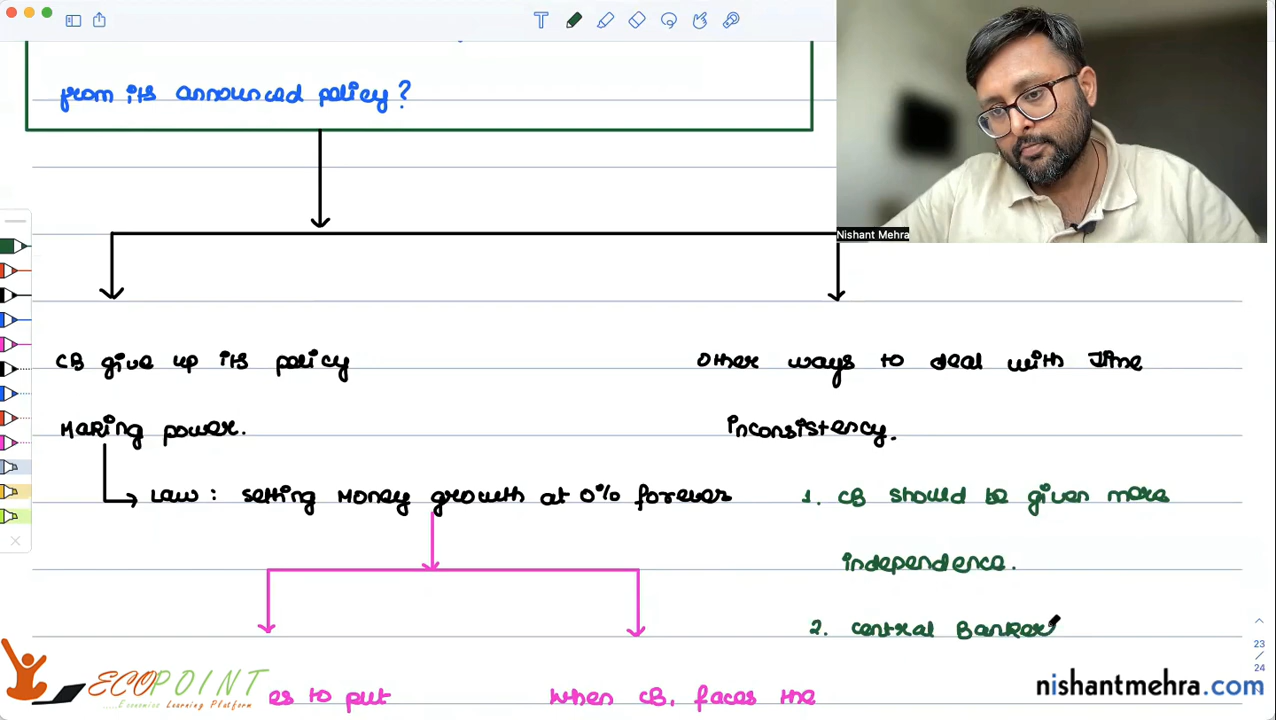 from its announced policy?
Nishant Mehra
CB give up its policy
Making power.
Law : setting Money growth at 0% forever
Other ways to deal with Time
inconsistency.
1. CB should be given more
independence.
2. Central Banker
es to put
When CB. faces the
ECOPOINT
Economics Learning Platform
nishantmehra.com
23
24